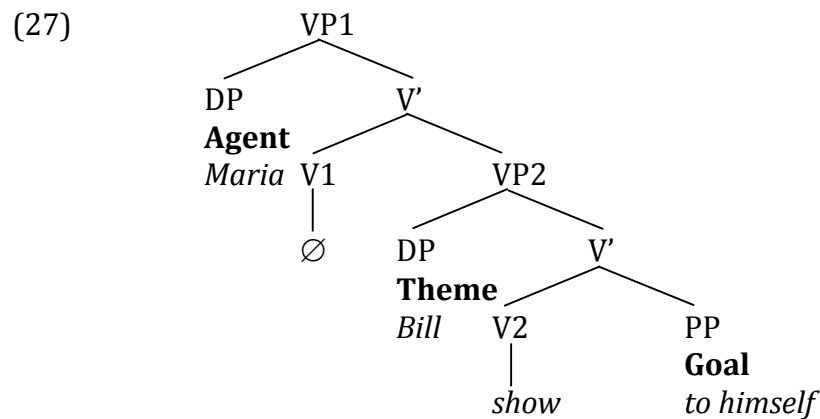 (27) VP1
DP V’
Agent
Maria V1 VP2
∅ DP V’
Theme
Bill V2 PP
Goal
show to himself